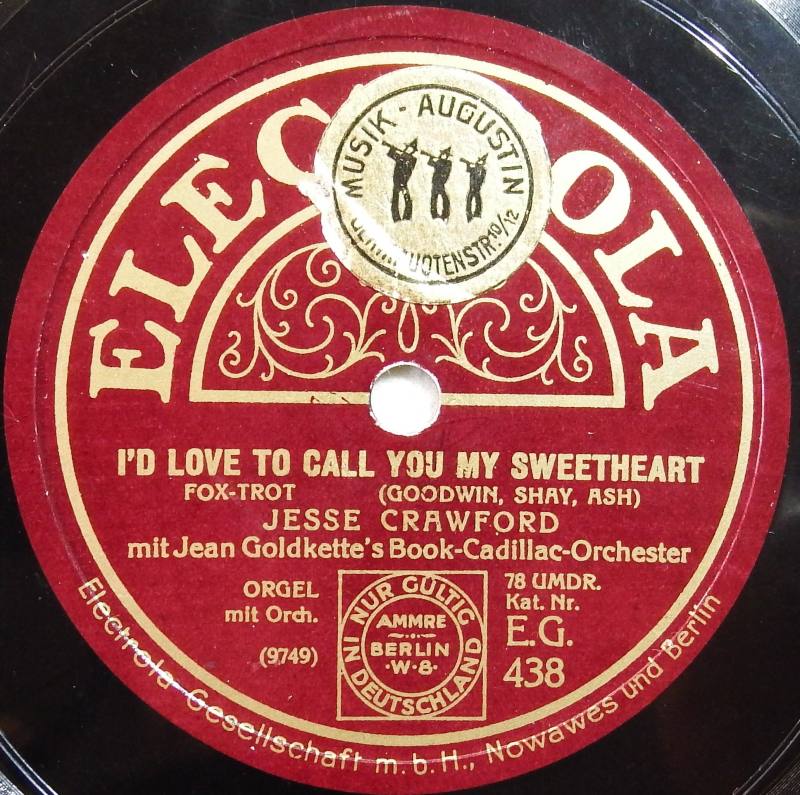 ELEC OLA
MUSIK - AUGUSTIN
10/12
I'D LOVE TO CALL YOU MY SWEETHEART
FOX-TROT (GOODWIN, SHAY, ASH)
JESSE CRAWFORD
mit Jean Goldkette's Book-Cadillac-Orchester
ORGEL
mit Orch.
(9749)
NUR GÜLTIG
IN DEUTSCHLAND
AMMRE
BERLIN
·W·8·
78 UMDR.
Kat. Nr.
E.G.
438
Electrola Gesellschaft m.b.H., Nowawes und Berlin